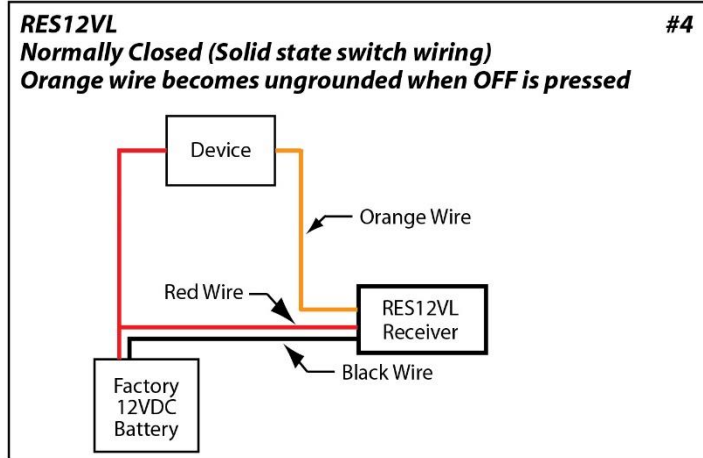 RES12VL #4
Normally Closed (Solid state switch wiring)
Orange wire becomes ungrounded when OFF is pressed
Device
Orange Wire
Red Wire
RES12VL
Receiver
Black Wire
Factory
12VDC
Battery